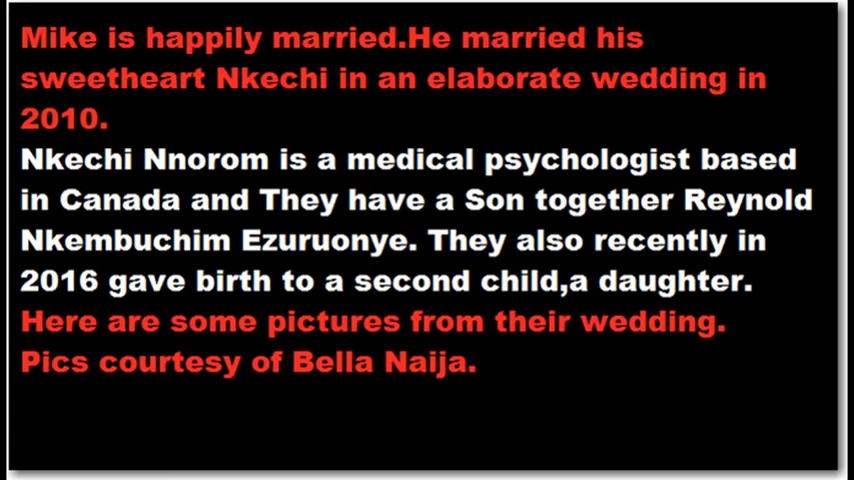 Mike is happily married.He married his
sweetheart Nkechi in an elaborate wedding in
2010.
Nkechi Nnorom is a medical psychologist based
in Canada and They have a Son together Reynold
Nkembuchim Ezuruonye. They also recently in
2016 gave birth to a second child,a daughter.
Here are some pictures from their wedding.
Pics courtesy of Bella Naija.